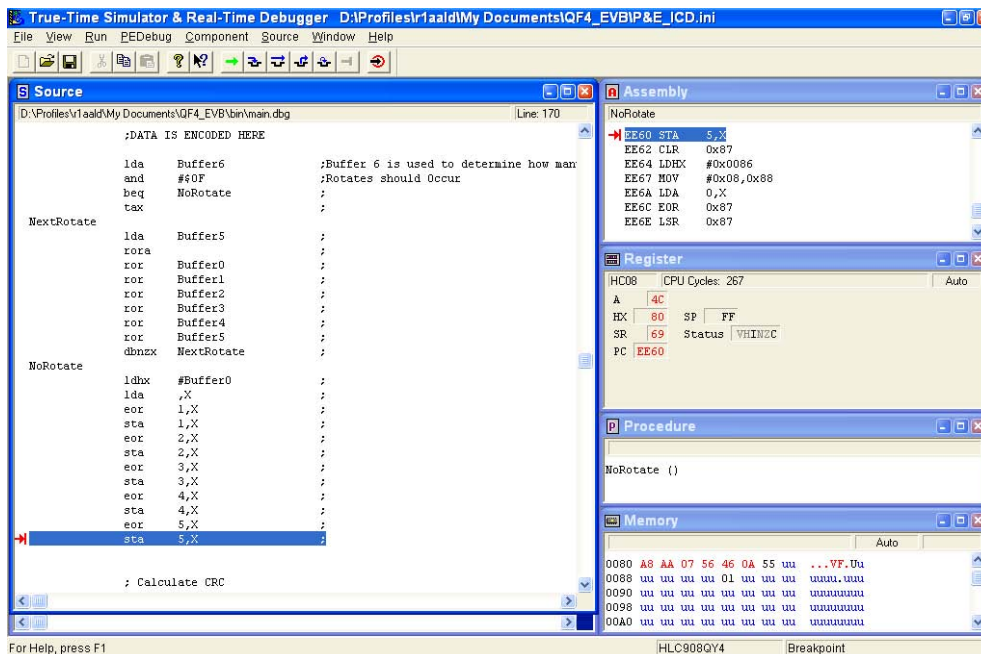 True-Time Simulator & Real-Time Debugger D:\Profiles\r1aald\My Documents\QF4_EVB\P&E_ICD.ini
File View Run PEDebug Component Source Window Help
Source
D:\Profiles\r1aald\My Documents\QF4_EVB\bin\main.dbg Line: 170
;DATA IS ENCODED HERE
lda Buffer6 ;Buffer 6 is used to determine how man
and #$0F ;Rotates should Occur
beq NoRotate ;
tax ;
NextRotate
lda Buffer5 ;
rora ;
ror Buffer0 ;
ror Buffer1 ;
ror Buffer2 ;
ror Buffer3 ;
ror Buffer4 ;
ror Buffer5 ;
dbnzx NextRotate ;
NoRotate
ldhx #Buffer0 ;
lda ,X ;
eor 1,X ;
sta 1,X ;
eor 2,X ;
sta 2,X ;
eor 3,X ;
sta 3,X ;
eor 4,X ;
sta 4,X ;
eor 5,X ;
sta 5,X ;
; Calculate CRC
Assembly
NoRotate
EE60 STA 5,X
EE62 CLR 0x87
EE64 LDHX #0x0086
EE67 MOV #0x08,0x88
EE6A LDA 0,X
EE6C EOR 0x87
EE6E LSR 0x87
Register
HC08 CPU Cycles: 267 Auto
A 4C
HX 80 SP FF
SR 69 Status VHINZC
PC EE60
Procedure
NoRotate ()
Memory
Auto
0080 A8 AA 07 56 46 0A 55 uu ...VF.Uu
0088 uu uu uu uu 01 uu uu uu uuuu.uuu
0090 uu uu uu uu uu uu uu uu uuuuuuuu
0098 uu uu uu uu uu uu uu uu uuuuuuuu
00A0 uu uu uu uu uu uu uu uu uuuuuuuu
For Help, press F1 HLC908QY4 Breakpoint